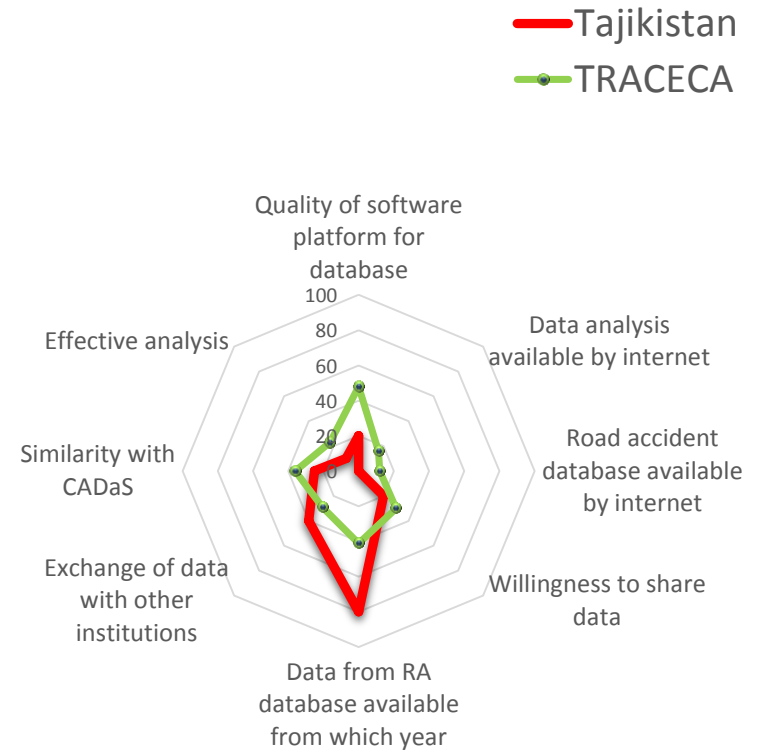 Tajikistan
TRACECA
Quality of software
platform for
database
100
80
60
40
20
0
Data analysis
available by internet
Road accident
database available
by internet
Willingness to share
data
Data from RA
database available
from which year
Exchange of data
with other
institutions
Similarity with
CADaS
Effective analysis